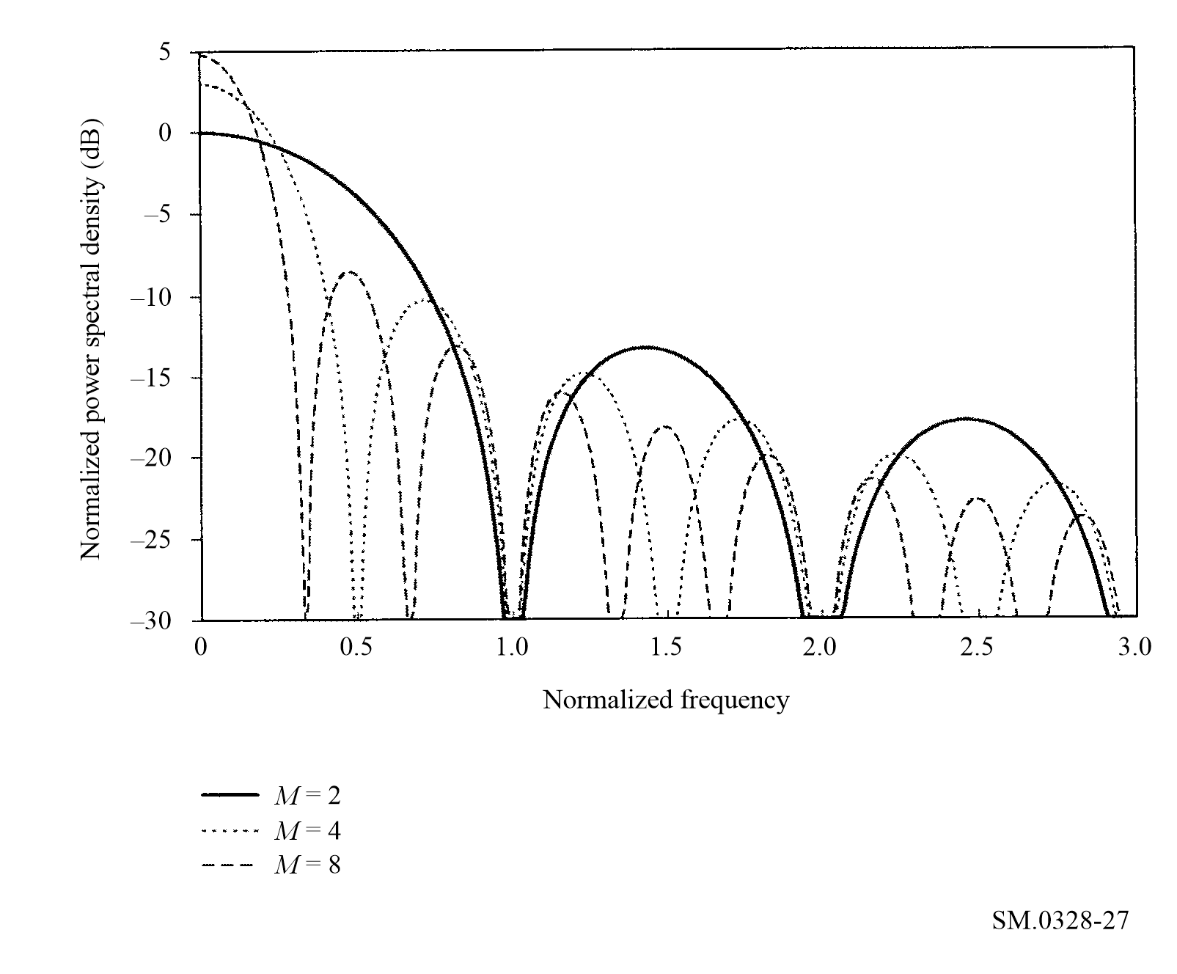 5
0
–5
–10
–15
–20
–25
–30
Normalized power spectral density (dB)
0 0.5 1.0 1.5 2.0 2.5 3.0
Normalized frequency
M = 2
M = 4
M = 8
SM.0328-27